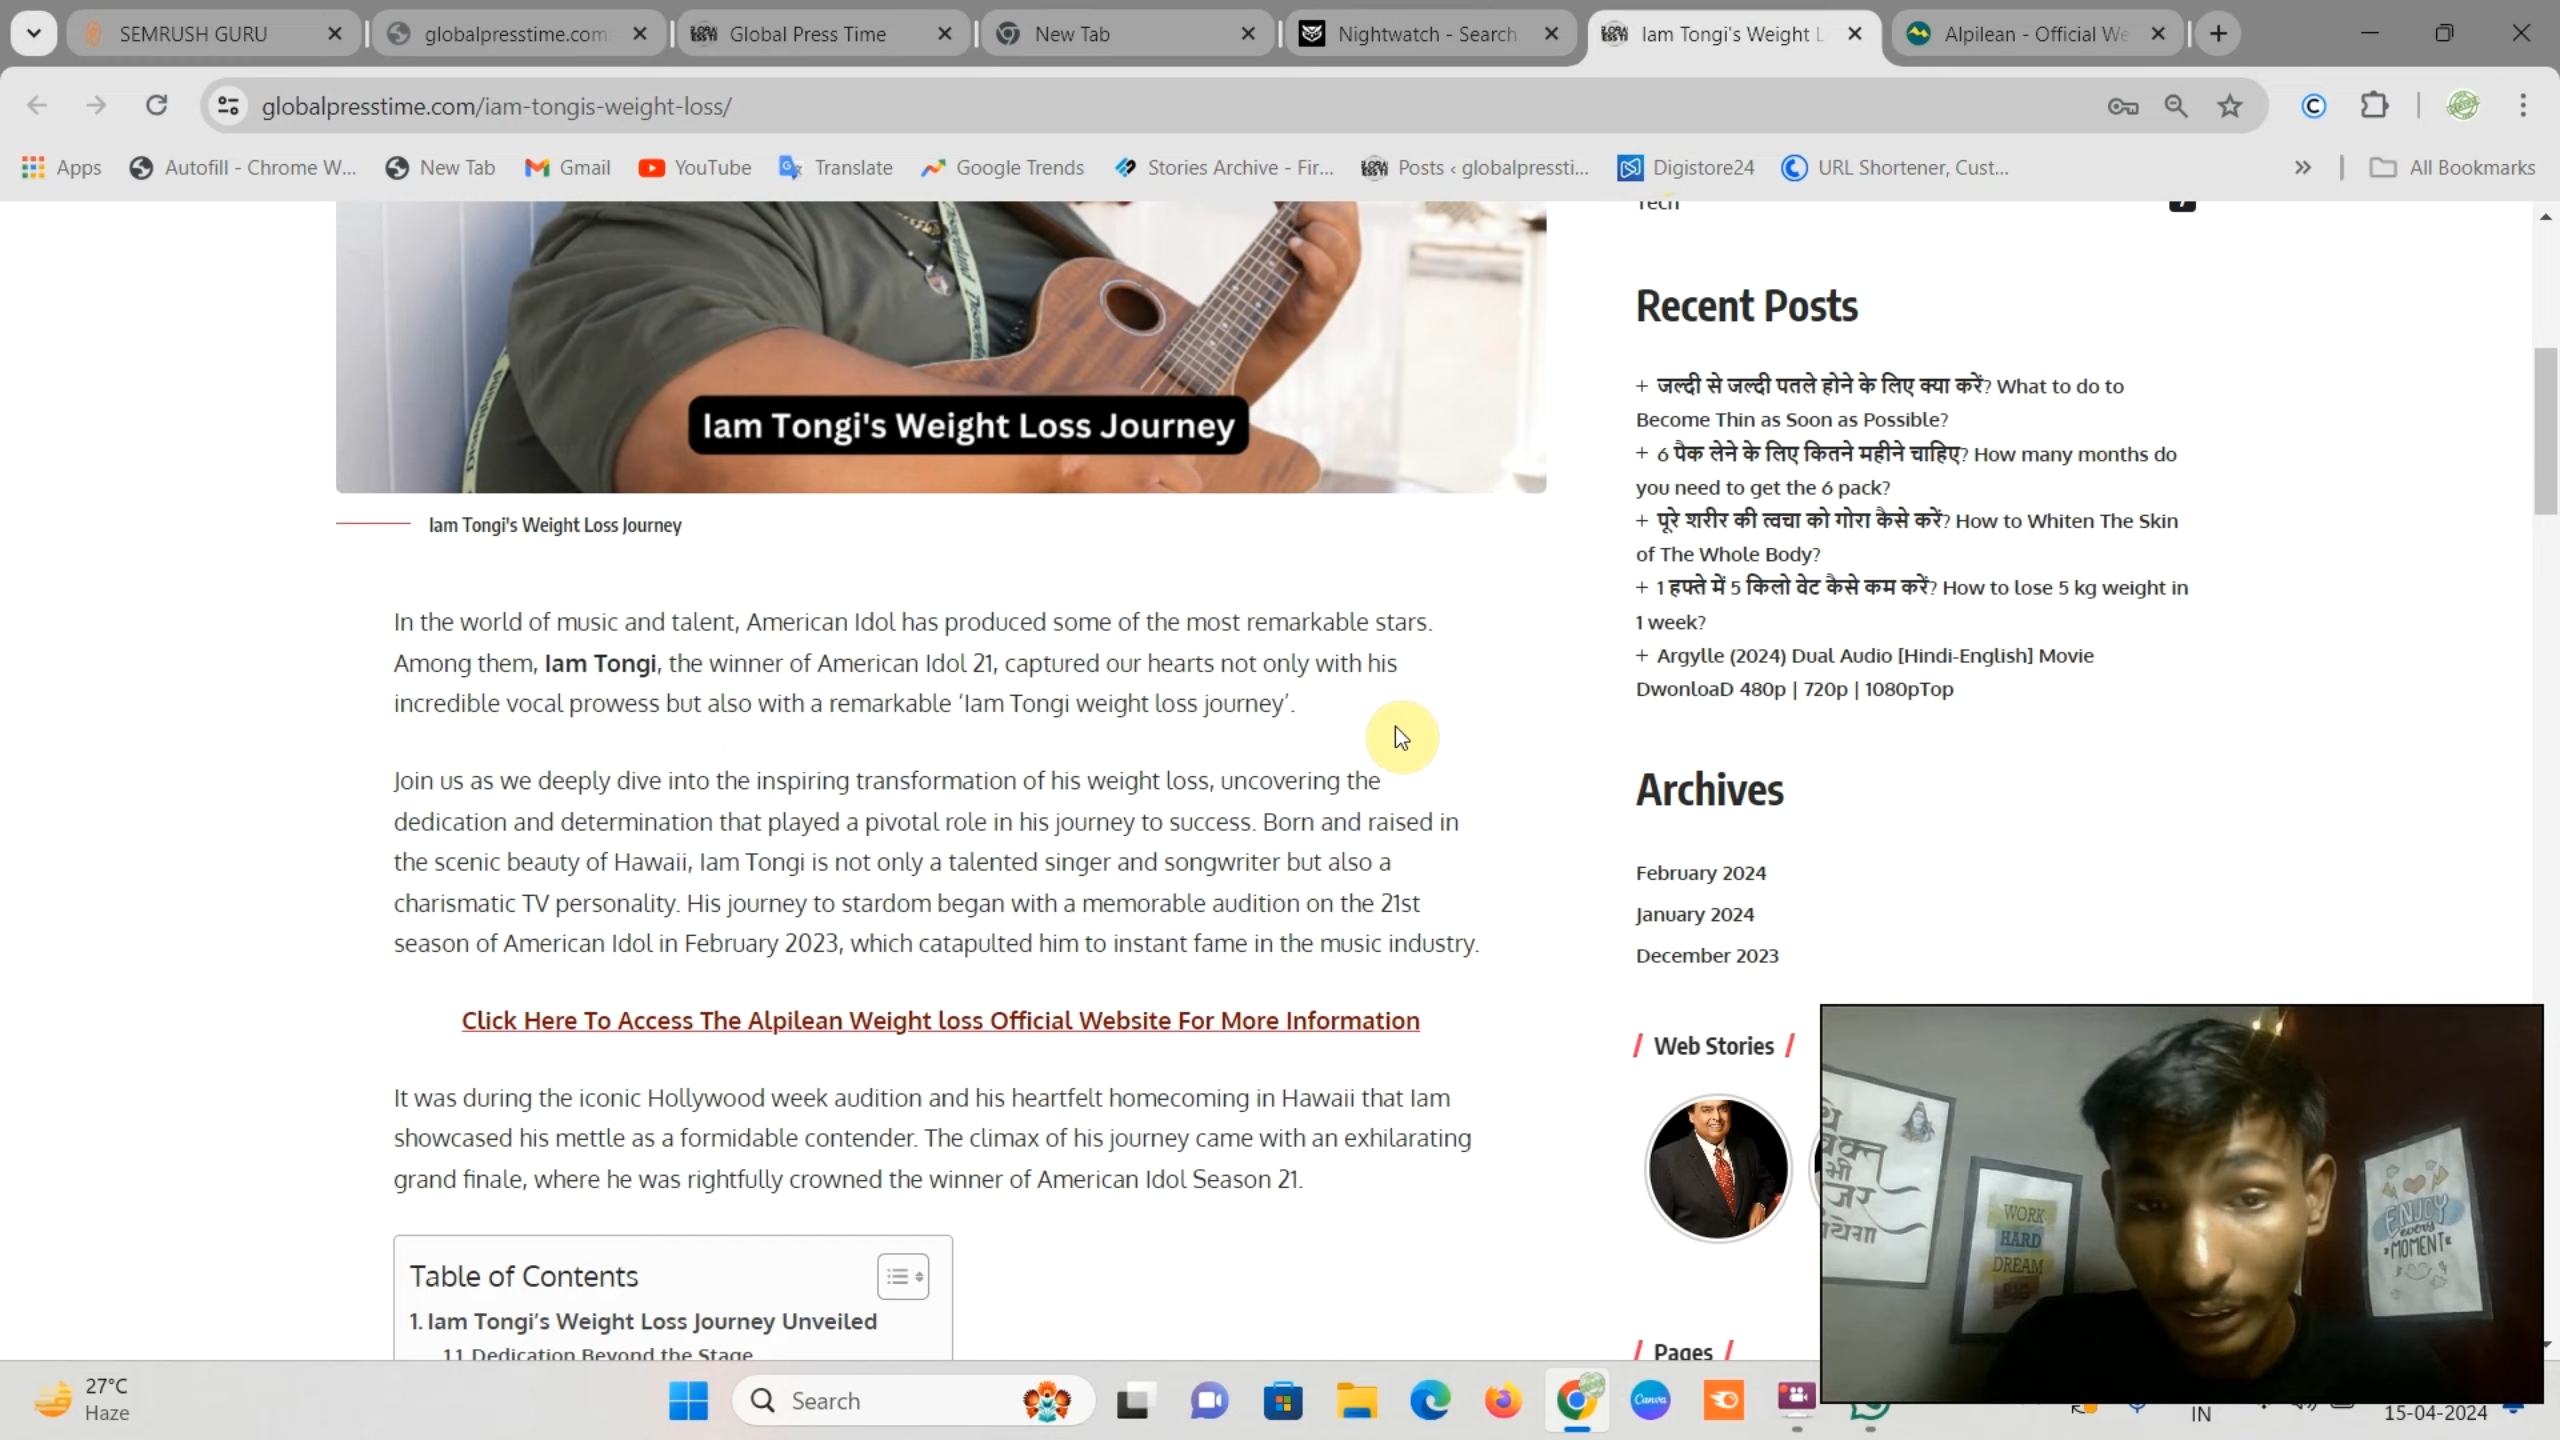 SEMRUSH GURU
globalpresstime.com
Global Press Time
New Tab
Nightwatch - Search
Iam Tongi's Weight L
Alpilean - Official We
globalpresstime.com/iam-tongis-weight-loss/
Apps
Autofill - Chrome W...
New Tab
Gmail
YouTube
Translate
Google Trends
Stories Archive - Fir...
Posts ‹ globalpressti...
Digistore24
URL Shortener, Cust...
All Bookmarks
Iam Tongi's Weight Loss Journey
Iam Tongi's Weight Loss Journey
In the world of music and talent, American Idol has produced some of the most remarkable stars.
Among them, Iam Tongi, the winner of American Idol 21, captured our hearts not only with his
incredible vocal prowess but also with a remarkable ‘Iam Tongi weight loss journey’.
Join us as we deeply dive into the inspiring transformation of his weight loss, uncovering the
dedication and determination that played a pivotal role in his journey to success. Born and raised in
the scenic beauty of Hawaii, Iam Tongi is not only a talented singer and songwriter but also a
charismatic TV personality. His journey to stardom began with a memorable audition on the 21st
season of American Idol in February 2023, which catapulted him to instant fame in the music industry.
Click Here To Access The Alpilean Weight loss Official Website For More Information
It was during the iconic Hollywood week audition and his heartfelt homecoming in Hawaii that Iam
showcased his mettle as a formidable contender. The climax of his journey came with an exhilarating
grand finale, where he was rightfully crowned the winner of American Idol Season 21.
Table of Contents
1. Iam Tongi’s Weight Loss Journey Unveiled
1.1. Dedication Beyond the Stage
Tech
7
Recent Posts
+ जल्दी से जल्दी पतले होने के लिए क्या करें? What to do to
Become Thin as Soon as Possible?
+ 6 पैक लेने के लिए कितने महीने चाहिए? How many months do
you need to get the 6 pack?
+ पूरे शरीर की त्वचा को गोरा कैसे करें? How to Whiten The Skin
of The Whole Body?
+ 1 हफ्ते में 5 किलो वेट कैसे कम करें? How to lose 5 kg weight in
1 week?
+ Argylle (2024) Dual Audio [Hindi-English] Movie
DwonloaD 480p | 720p | 1080pTop
Archives
February 2024
January 2024
December 2023
/ Web Stories /
/ Pages /
WORK
HARD
DREAM
BIG
ENJOY
every
MOMENT
27°C
Haze
Search
Canva
IN
15-04-2024